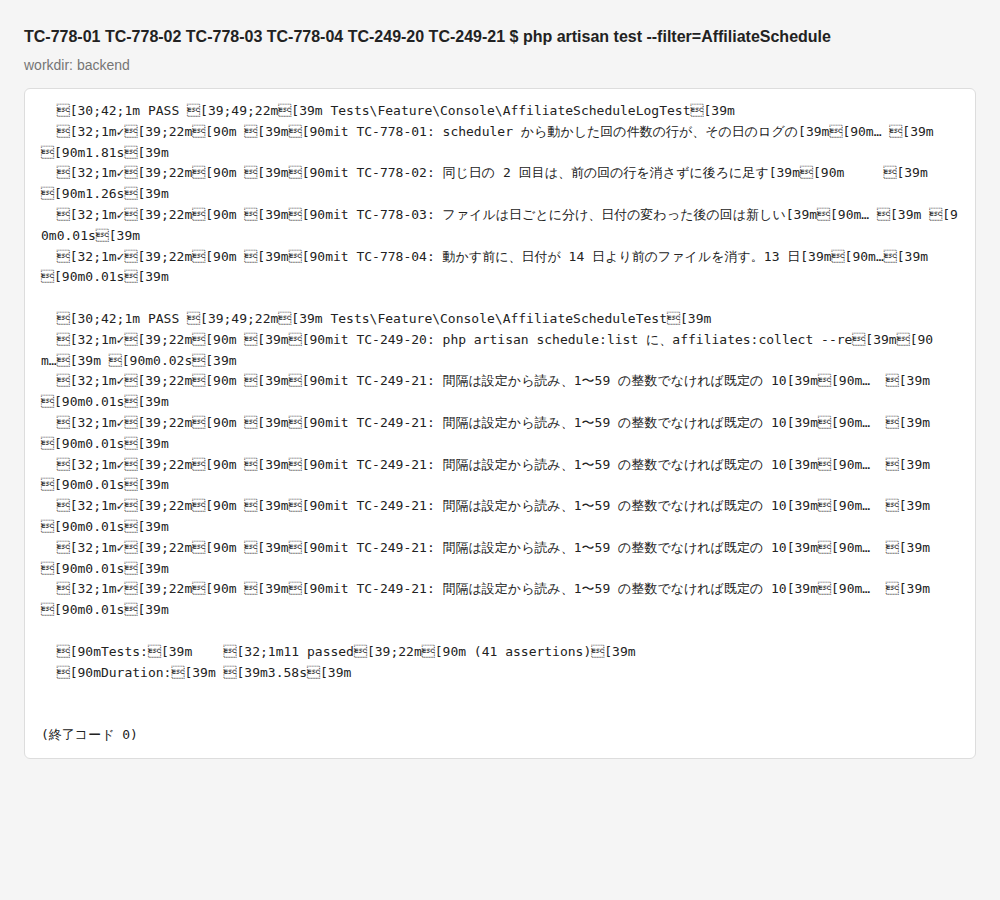 TC-778-01 TC-778-02 TC-778-03 TC-778-04 TC-249-20 TC-249-21 $ php artisan test --filter=AffiliateSchedule
workdir: backend
␛[30;42;1m PASS ␛[39;49;22m␛[39m Tests\Feature\Console\AffiliateScheduleLogTest␛[39m
␛[32;1m✓␛[39;22m␛[90m ␛[39m␛[90mit TC-778-01: scheduler から動かした回の件数の行が、その日のログの[39m␛[90m… ␛[39m
␛[90m1.81s␛[39m
␛[32;1m✓␛[39;22m␛[90m ␛[39m␛[90mit TC-778-02: 同じ日の 2 回目は、前の回の行を消さずに後ろに足す[39m␛[90m     ␛[39m
␛[90m1.26s␛[39m
␛[32;1m✓␛[39;22m␛[90m ␛[39m␛[90mit TC-778-03: ファイルは日ごとに分け、日付の変わった後の回は新しい[39m␛[90m… ␛[39m ␛[9
0m0.01s␛[39m
␛[32;1m✓␛[39;22m␛[90m ␛[39m␛[90mit TC-778-04: 動かす前に、日付が 14 日より前のファイルを消す。13 日[39m␛[90m…␛[39m
␛[90m0.01s␛[39m
␛[30;42;1m PASS ␛[39;49;22m␛[39m Tests\Feature\Console\AffiliateScheduleTest␛[39m
␛[32;1m✓␛[39;22m␛[90m ␛[39m␛[90mit TC-249-20: php artisan schedule:list に、affiliates:collect --re␛[39m␛[90
m…␛[39m ␛[90m0.02s␛[39m
␛[32;1m✓␛[39;22m␛[90m ␛[39m␛[90mit TC-249-21: 間隔は設定から読み、1〜59 の整数でなければ既定の 10[39m␛[90m…  ␛[39m
␛[90m0.01s␛[39m
␛[32;1m✓␛[39;22m␛[90m ␛[39m␛[90mit TC-249-21: 間隔は設定から読み、1〜59 の整数でなければ既定の 10[39m␛[90m…  ␛[39m
␛[90m0.01s␛[39m
␛[32;1m✓␛[39;22m␛[90m ␛[39m␛[90mit TC-249-21: 間隔は設定から読み、1〜59 の整数でなければ既定の 10[39m␛[90m…  ␛[39m
␛[90m0.01s␛[39m
␛[32;1m✓␛[39;22m␛[90m ␛[39m␛[90mit TC-249-21: 間隔は設定から読み、1〜59 の整数でなければ既定の 10[39m␛[90m…  ␛[39m
␛[90m0.01s␛[39m
␛[32;1m✓␛[39;22m␛[90m ␛[39m␛[90mit TC-249-21: 間隔は設定から読み、1〜59 の整数でなければ既定の 10[39m␛[90m…  ␛[39m
␛[90m0.01s␛[39m
␛[32;1m✓␛[39;22m␛[90m ␛[39m␛[90mit TC-249-21: 間隔は設定から読み、1〜59 の整数でなければ既定の 10[39m␛[90m…  ␛[39m
␛[90m0.01s␛[39m
␛[90mTests:␛[39m    ␛[32;1m11 passed␛[39;22m␛[90m (41 assertions)␛[39m
␛[90mDuration:␛[39m ␛[39m3.58s␛[39m
(終了コード 0)